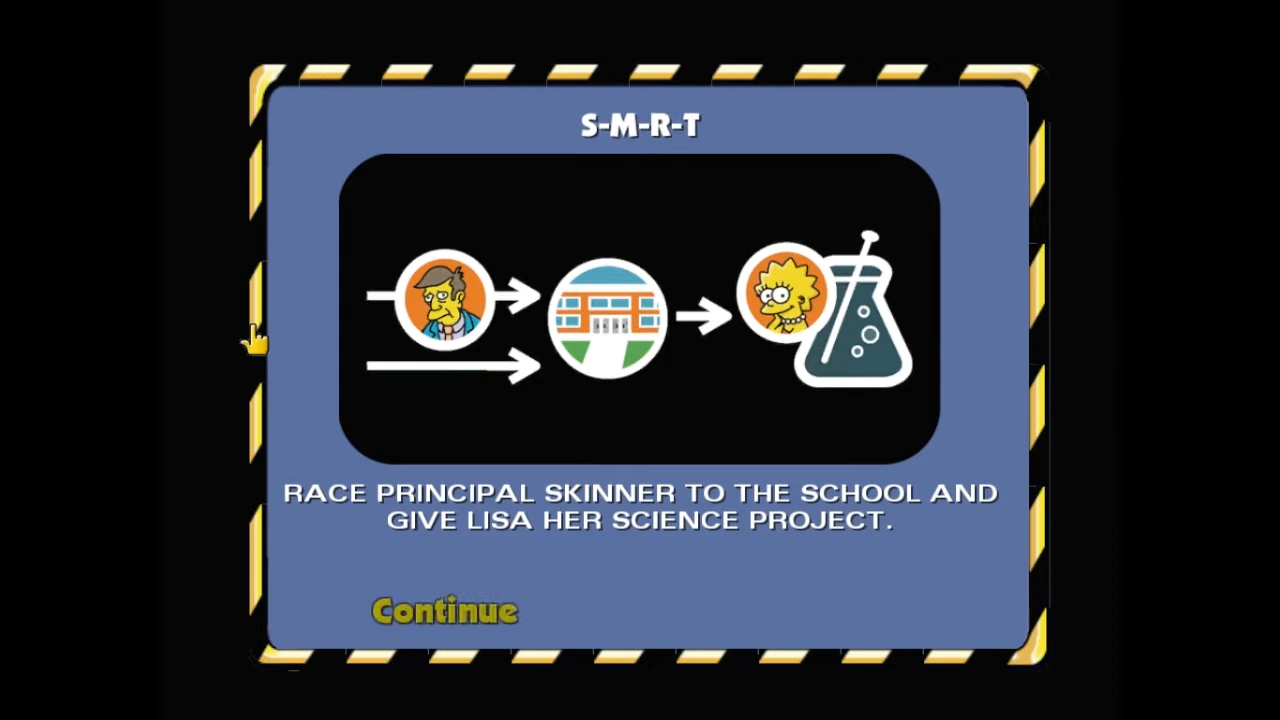 S-M-R-T
RACE PRINCIPAL SKINNER TO THE SCHOOL AND
GIVE LISA HER SCIENCE PROJECT.
Continue